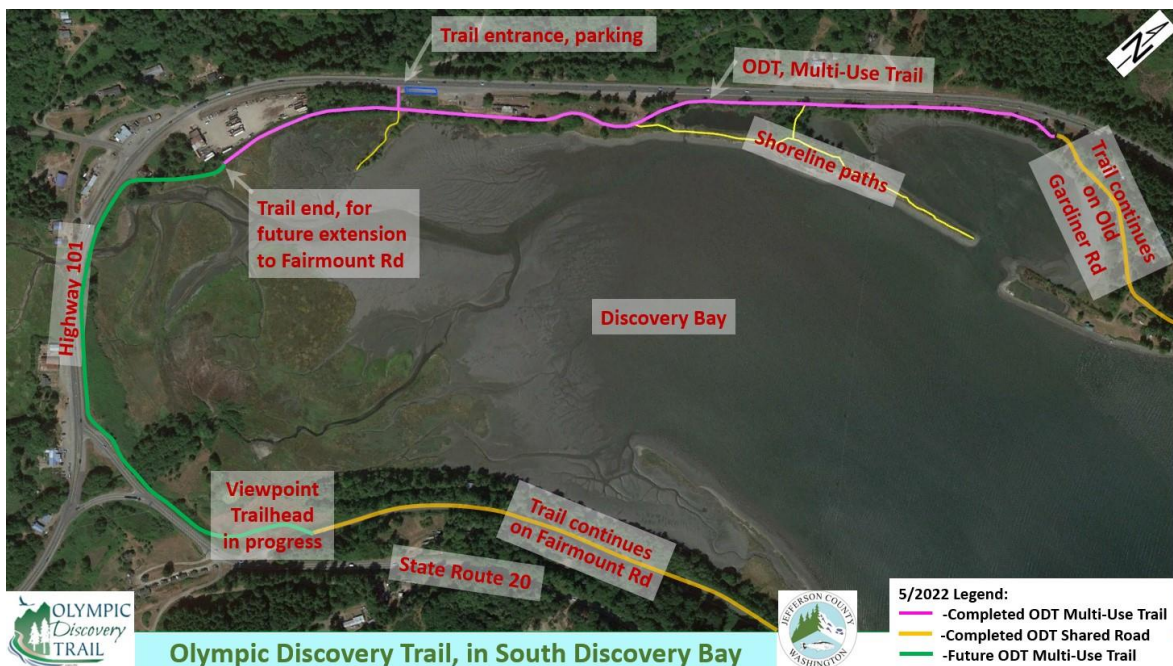 Trail entrance, parking
ODT, Multi-Use Trail
N
Shoreline paths
Trail continues
on Old
Gardiner Rd
Trail end, for
future extension
to Fairmount Rd
Highway 101
Discovery Bay
Viewpoint
Trailhead
in progress
Trail continues
on Fairmount Rd
State Route 20
5/2022 Legend:
-Completed ODT Multi-Use Trail
-Completed ODT Shared Road
-Future ODT Multi-Use Trail
OLYMPIC
Discovery
TRAIL
Olympic Discovery Trail, in South Discovery Bay
JEFFERSON COUNTY
WASHINGTON